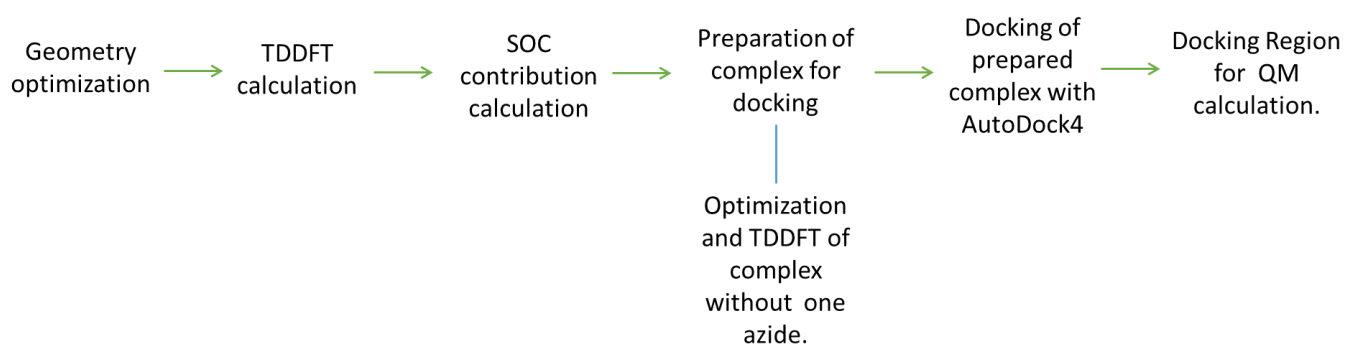 Geometry
optimization
TDDFT
calculation
SOC
contribution
calculation
Preparation of
complex for
docking
Optimization
and TDDFT of
complex
without one
azide.
Docking of
prepared
complex with
AutoDock4
Docking Region
for QM
calculation.